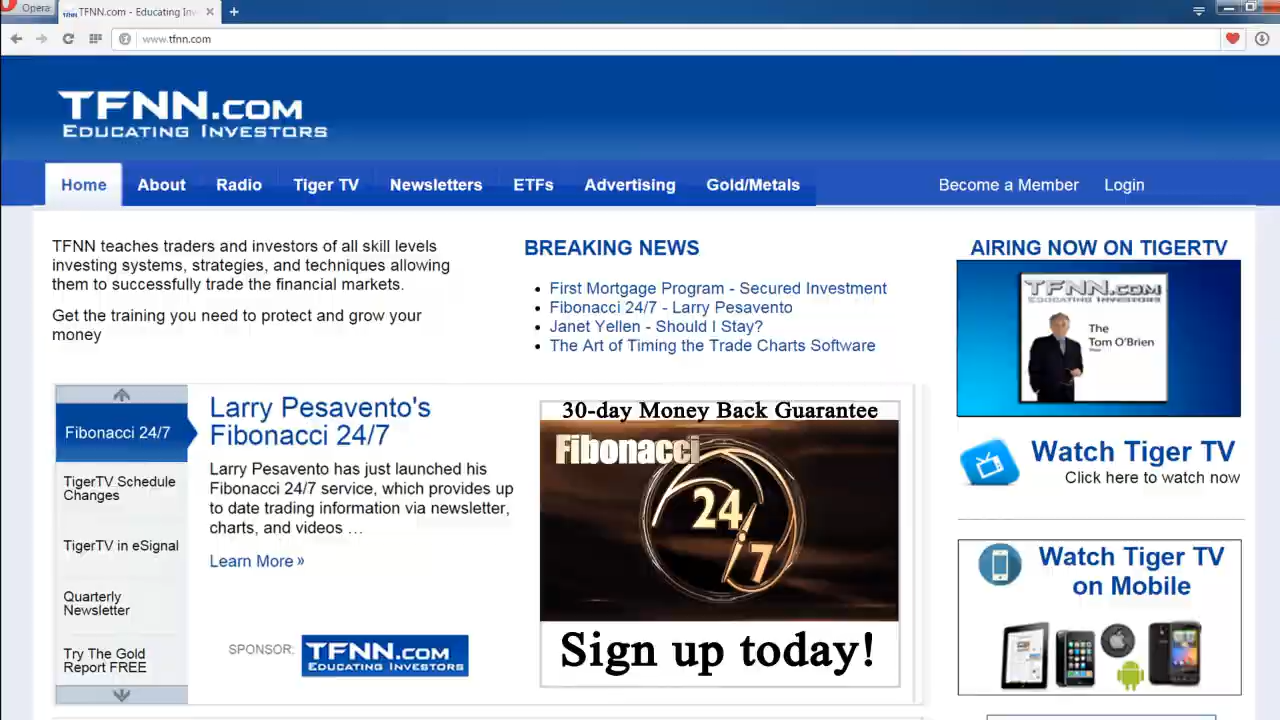 Opera
TFNN.com - Educating In
www.tfnn.com
TFNN.COM
EDUCATING INVESTORS
Home
About
Radio
Tiger TV
Newsletters
ETFs
Advertising
Gold/Metals
Become a Member
Login
TFNN teaches traders and investors of all skill levels
investing systems, strategies, and techniques allowing
them to successfully trade the financial markets.
Get the training you need to protect and grow your
money
BREAKING NEWS
First Mortgage Program - Secured Investment
Fibonacci 24/7 - Larry Pesavento
Janet Yellen - Should I Stay?
The Art of Timing the Trade Charts Software
AIRING NOW ON TIGERTV
TFNN.COM
EDUCATING INVESTORS
The
Tom O'Brien
Show
Watch Tiger TV
Click here to watch now
Fibonacci 24/7
TigerTV Schedule
Changes
TigerTV in eSignal
Quarterly
Newsletter
Try The Gold
Report FREE
Larry Pesavento's
Fibonacci 24/7
Larry Pesavento has just launched his
Fibonacci 24/7 service, which provides up
to date trading information via newsletter,
charts, and videos …
Learn More »
SPONSOR:
TFNN.COM
EDUCATING INVESTORS
30-day Money Back Guarantee
Fibonacci
24/7
Sign up today!
Watch Tiger TV
on Mobile